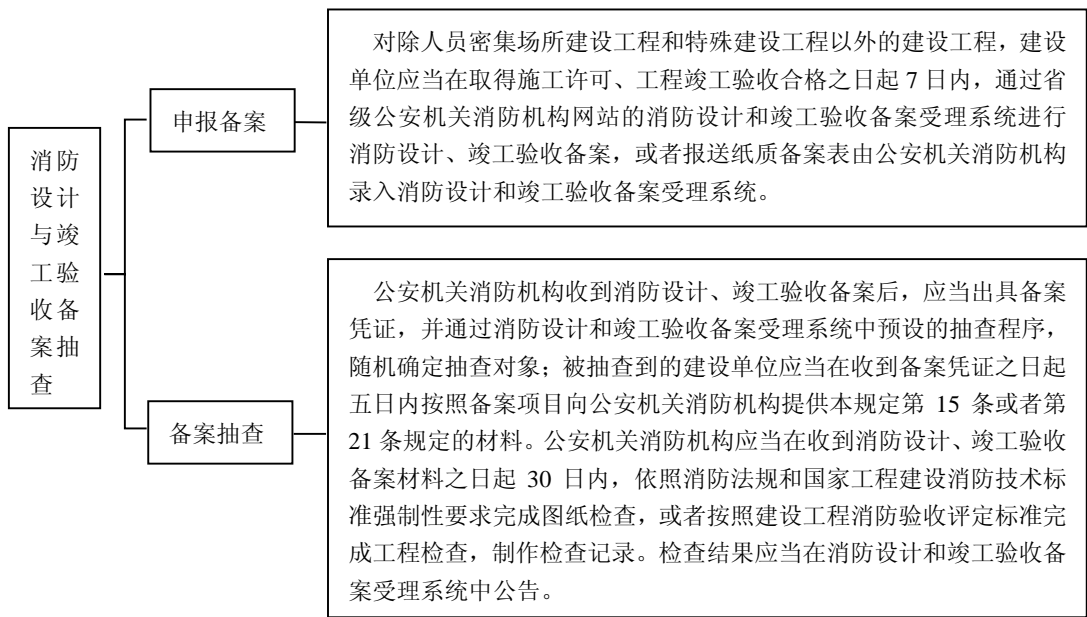 消防
设计
与竣
工验
收备
案抽
查
申报备案
对除人员密集场所建设工程和特殊建设工程以外的建设工程，建设
单位应当在取得施工许可、工程竣工验收合格之日起 7 日内，通过省
级公安机关消防机构网站的消防设计和竣工验收备案受理系统进行
消防设计、竣工验收备案，或者报送纸质备案表由公安机关消防机构
录入消防设计和竣工验收备案受理系统。
备案抽查
公安机关消防机构收到消防设计、竣工验收备案后，应当出具备案
凭证，并通过消防设计和竣工验收备案受理系统中预设的抽查程序，
随机确定抽查对象；被抽查到的建设单位应当在收到备案凭证之日起
五日内按照备案项目向公安机关消防机构提供本规定第 15 条或者第
21 条规定的材料。公安机关消防机构应当在收到消防设计、竣工验收
备案材料之日起 30 日内，依照消防法规和国家工程建设消防技术标
准强制性要求完成图纸检查，或者按照建设工程消防验收评定标准完
成工程检查，制作检查记录。检查结果应当在消防设计和竣工验收备
案受理系统中公告。